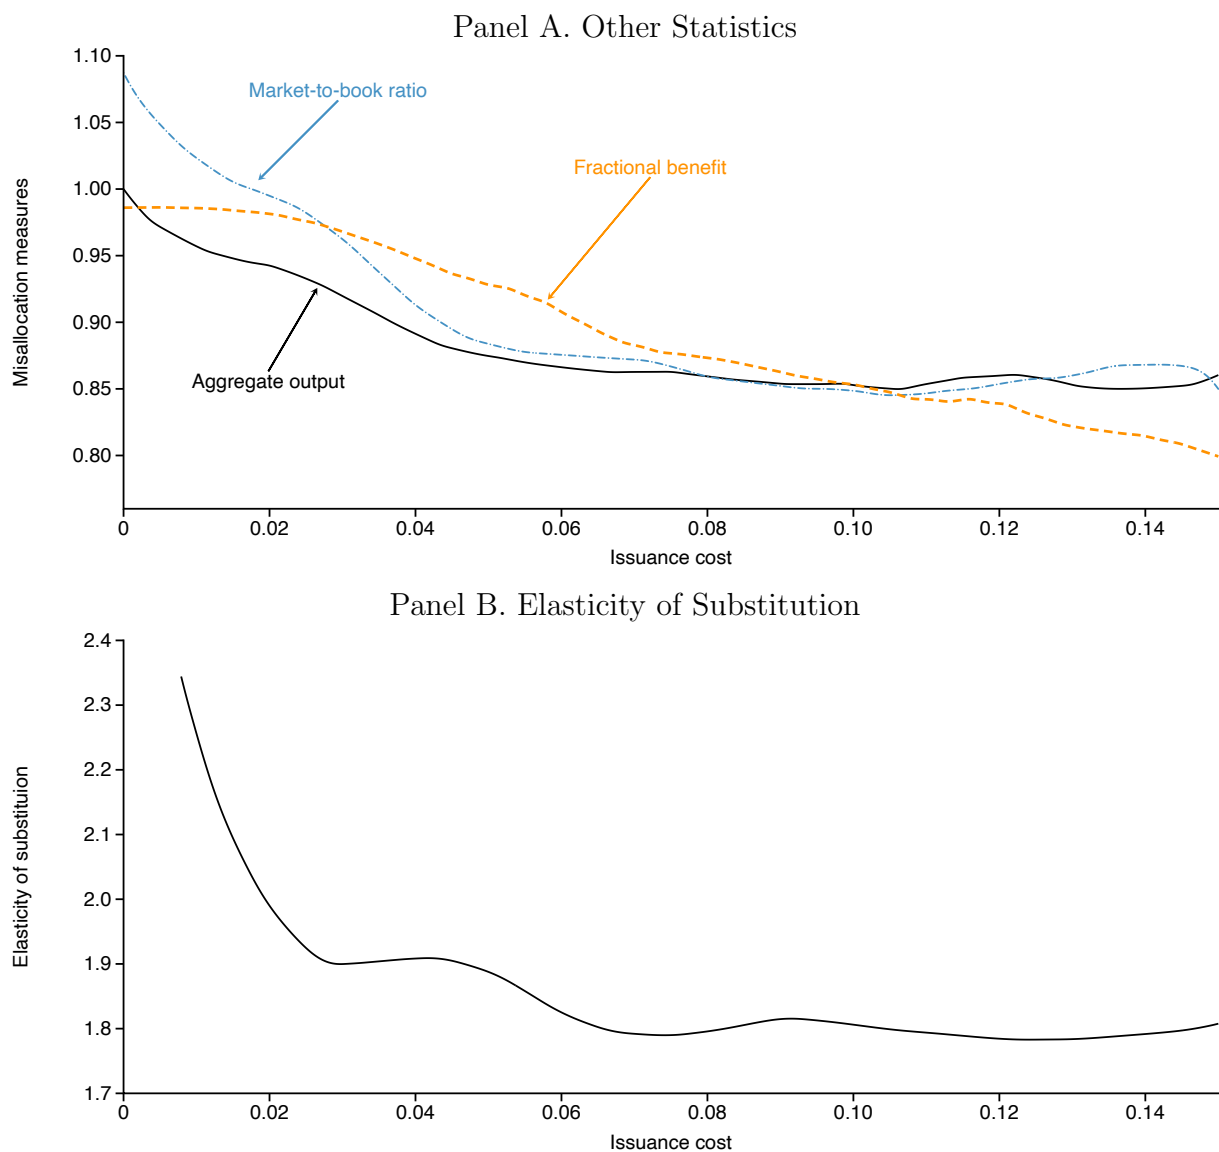 Panel A. Other Statistics
1.10
1.05
1.00
0.95
0.90
0.85
0.80
Misallocation measures
Market-to-book ratio
Fractional benefit
Aggregate output
0 0.02 0.04 0.06 0.08 0.10 0.12 0.14
Issuance cost
Panel B. Elasticity of Substitution
2.4
2.3
2.2
2.1
2.0
1.9
1.8
1.7
Elasticity of substituion
0 0.02 0.04 0.06 0.08 0.10 0.12 0.14
Issuance cost